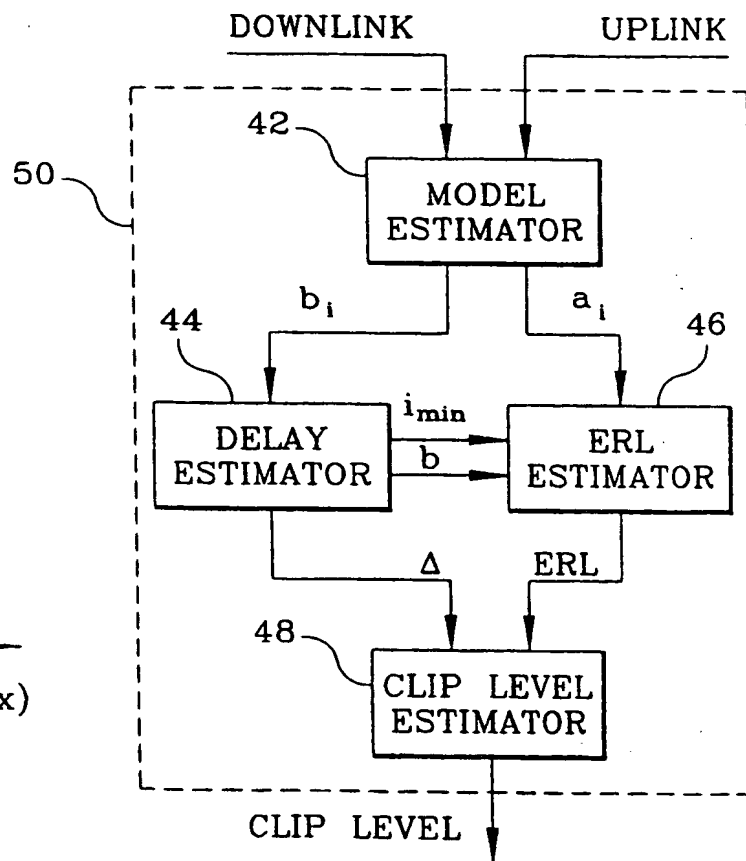 DOWNLINK UPLINK
42
50
MODEL
ESTIMATOR
b_i a_i
44 46
DELAY
ESTIMATOR
i_min
b
ERL
ESTIMATOR
Δ ERL
48
x)
CLIP LEVEL
ESTIMATOR
CLIP LEVEL